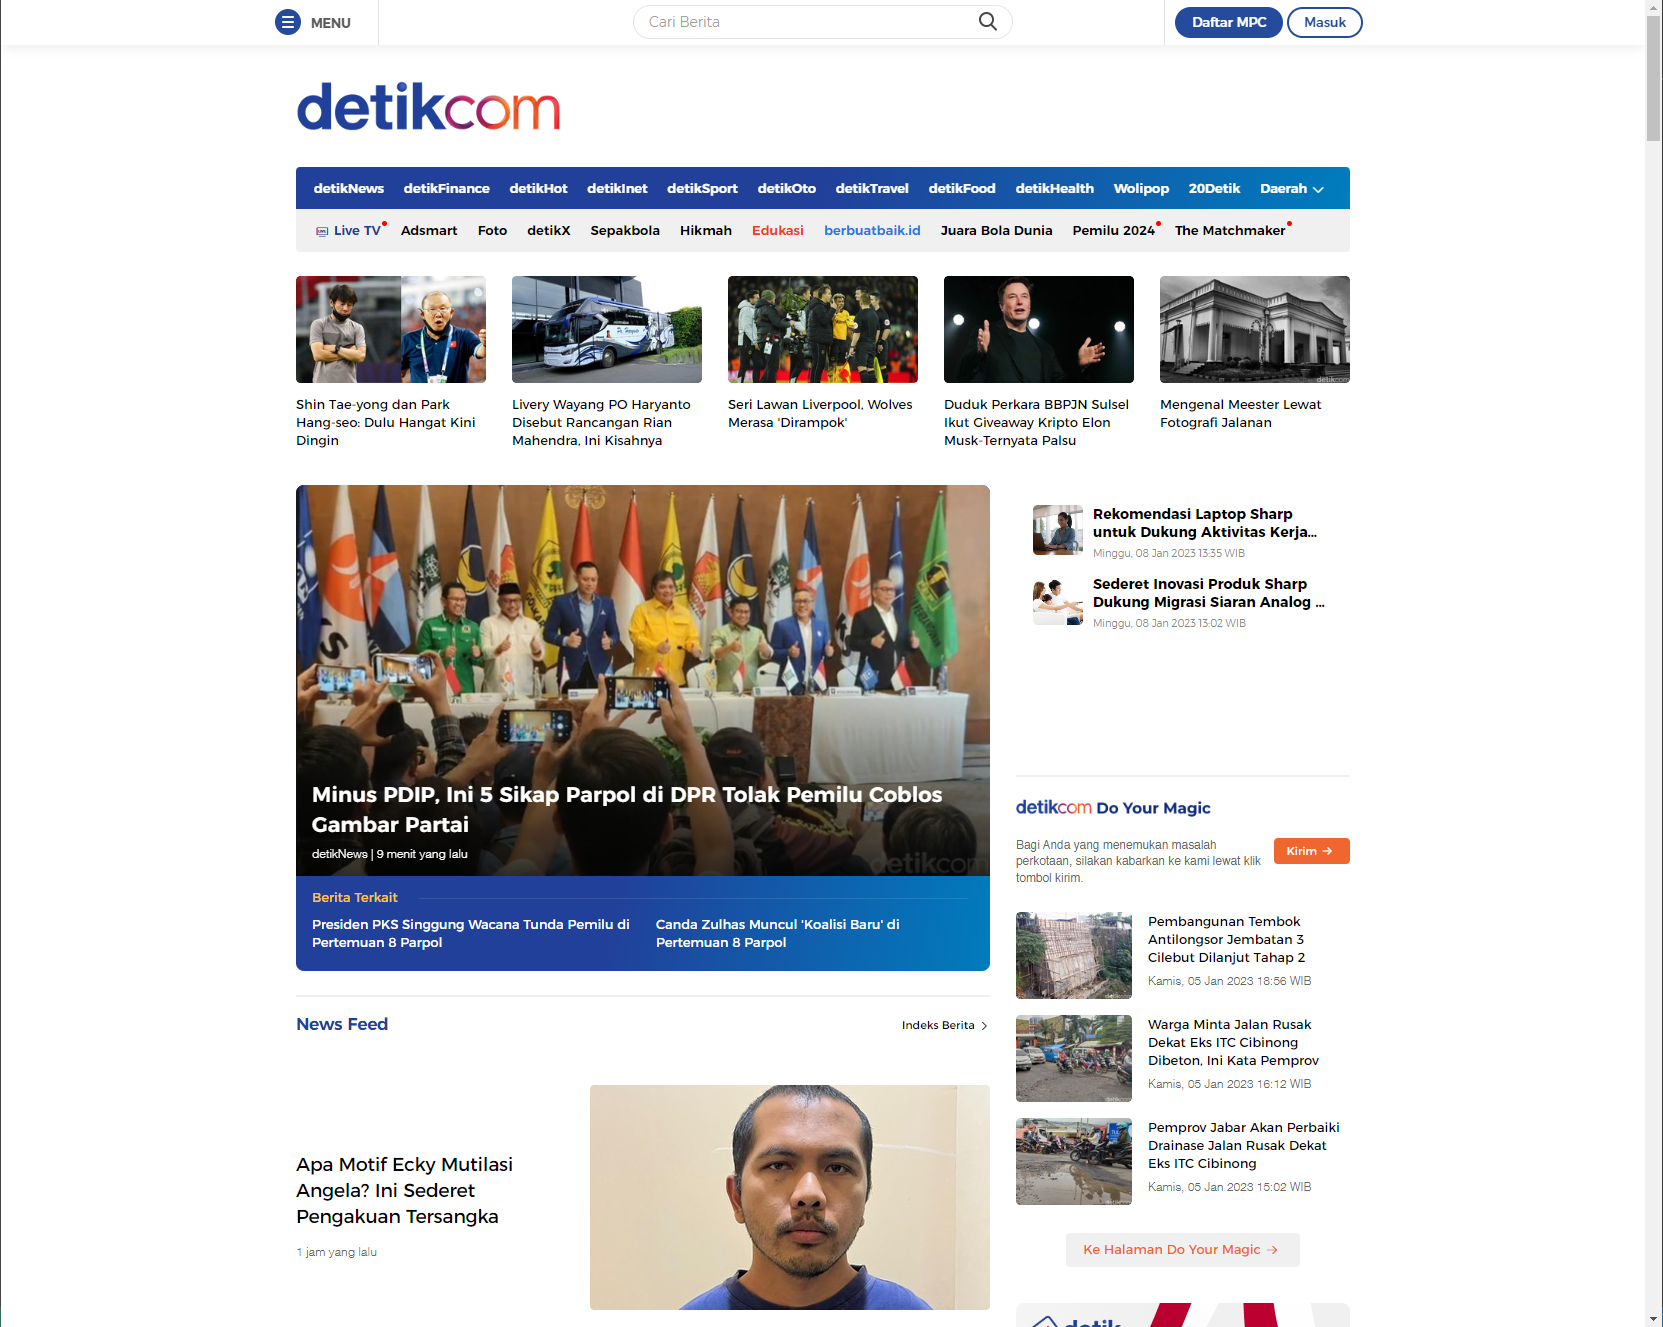 MENU
Cari Berita
Daftar MPC
Masuk
detikcom
detikNews detikFinance detikHot detikInet detikSport detikOto detikTravel detikFood detikHealth Wolipop 20Detik Daerah
Live TV Adsmart Foto detikX Sepakbola Hikmah Edukasi berbuatbaik.id Juara Bola Dunia Pemilu 2024 The Matchmaker
Shin Tae-yong dan Park
Hang-seo: Dulu Hangat Kini
Dingin
Livery Wayang PO Haryanto
Disebut Rancangan Rian
Mahendra, Ini Kisahnya
Seri Lawan Liverpool, Wolves
Merasa 'Dirampok'
Duduk Perkara BBPJN Sulsel
Ikut Giveaway Kripto Elon
Musk-Ternyata Palsu
detikcom
Mengenal Meester Lewat
Fotografi Jalanan
Minus PDIP, Ini 5 Sikap Parpol di DPR Tolak Pemilu Coblos
Gambar Partai
detikNews | 9 menit yang lalu
detikcom
Berita Terkait
Presiden PKS Singgung Wacana Tunda Pemilu di
Pertemuan 8 Parpol
Canda Zulhas Muncul 'Koalisi Baru' di
Pertemuan 8 Parpol
News Feed
Indeks Berita
Apa Motif Ecky Mutilasi
Angela? Ini Sederet
Pengakuan Tersangka
1 jam yang lalu
Rekomendasi Laptop Sharp
untuk Dukung Aktivitas Kerja...
Minggu, 08 Jan 2023 13:35 WIB
Sederet Inovasi Produk Sharp
Dukung Migrasi Siaran Analog ...
Minggu, 08 Jan 2023 13:02 WIB
detikcom Do Your Magic
Bagi Anda yang menemukan masalah
perkotaan, silakan kabarkan ke kami lewat klik
tombol kirim.
Kirim →
Pembangunan Tembok
Antilongsor Jembatan 3
Cilebut Dilanjut Tahap 2
Kamis, 05 Jan 2023 18:56 WIB
Warga Minta Jalan Rusak
Dekat Eks ITC Cibinong
Dibeton, Ini Kata Pemprov
Kamis, 05 Jan 2023 16:12 WIB
Pemprov Jabar Akan Perbaiki
Drainase Jalan Rusak Dekat
Eks ITC Cibinong
Kamis, 05 Jan 2023 15:02 WIB
Ke Halaman Do Your Magic →
detik